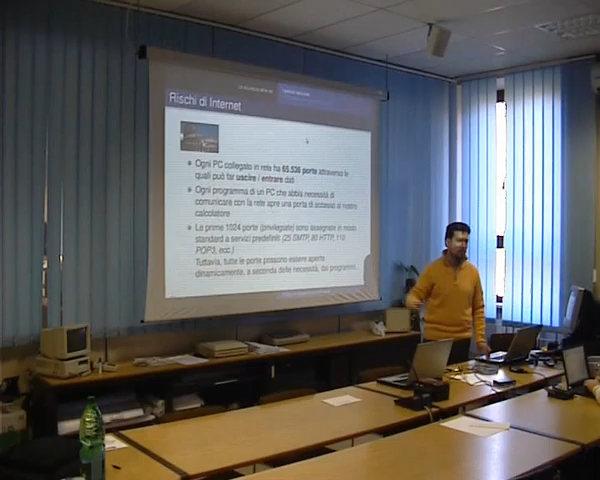 Rischi di Internet
Ogni PC collegato in rete ha 65.536 porte attraverso le
quali può far uscire / entrare dati
Ogni programma di un PC che abbia necessità di
comunicare con la rete apre una porta di accesso al nostro
calcolatore
Le prime 1024 porte (privilegiate) sono assegnate in modo
standard a servizi predefiniti (25 SMTP, 80 HTTP, 110
POP3, ecc.)
Tuttavia, tutte le porte possono essere aperte
dinamicamente, a seconda delle necessità, dai programmi.